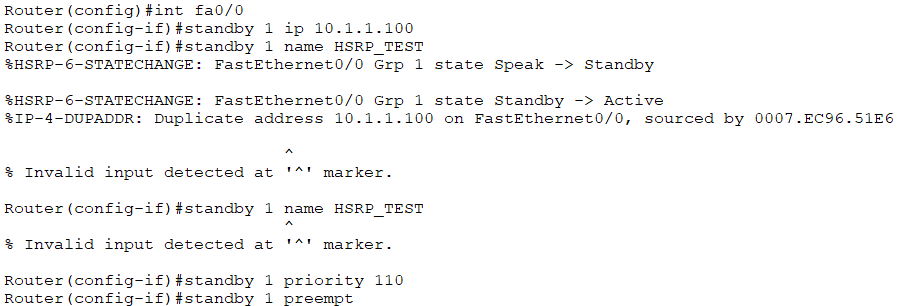 Router(config)#int fa0/0
Router(config-if)#standby 1 ip 10.1.1.100
Router(config-if)#standby 1 name HSRP_TEST
%HSRP-6-STATECHANGE: FastEthernet0/0 Grp 1 state Speak -> Standby
%HSRP-6-STATECHANGE: FastEthernet0/0 Grp 1 state Standby -> Active
%IP-4-DUPADDR: Duplicate address 10.1.1.100 on FastEthernet0/0, sourced by 0007.EC96.51E6
^
% Invalid input detected at '^' marker.
Router(config-if)#standby 1 name HSRP_TEST
^
% Invalid input detected at '^' marker.
Router(config-if)#standby 1 priority 110
Router(config-if)#standby 1 preempt